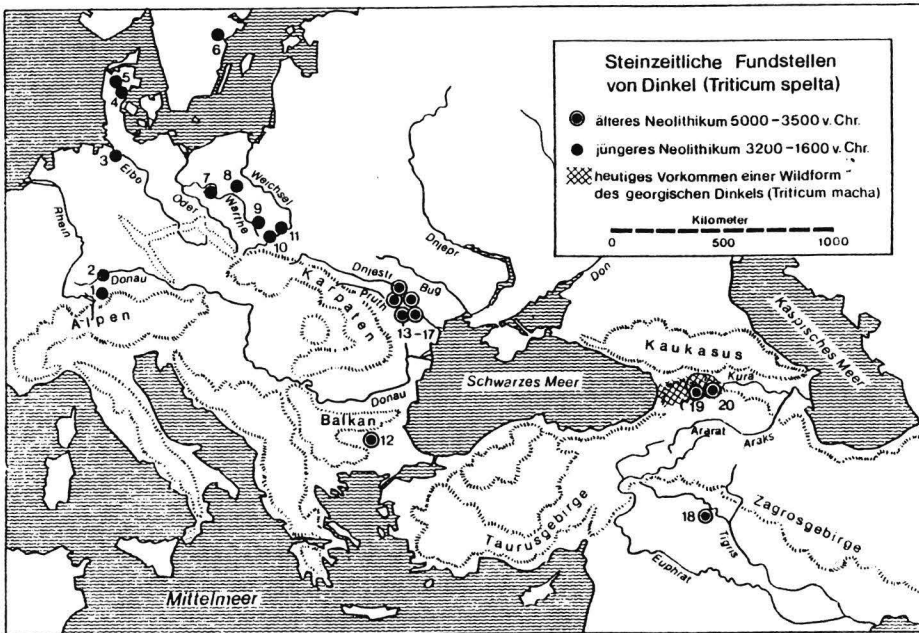 Steinzeitliche Fundstellen
von Dinkel (Triticum spelta)
älteres Neolithikum 5000–3500 v. Chr.
jüngeres Neolithikum 3200–1600 v. Chr.
heutiges Vorkommen einer Wildform
des georgischen Dinkels (Triticum macha)
Kilometer
0 500 1000
6
5
4
3
Elbe
Oder
7
8
Warthe
Weichsel
9
10
11
Rhein
2
Donau
1
Alpen
Karpaten
Dnjestr
Pruth
Bug
Dnjepr
Don
13–17
Kaspisches Meer
Kaukasus
Kura
Schwarzes Meer
19
20
Donau
Balkan
12
Ararat
Araks
Taurusgebirge
18
Tigris
Zagrosgebirge
Euphrat
Mittelmeer